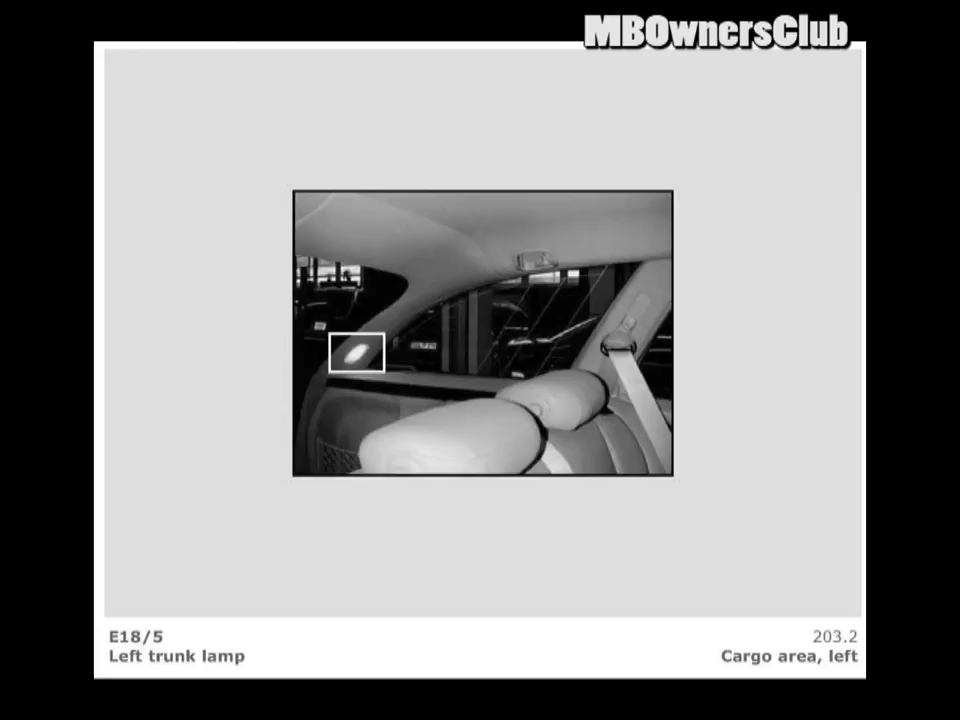 MBOwnersClub
E18/5
203.2
Left trunk lamp
Cargo area, left